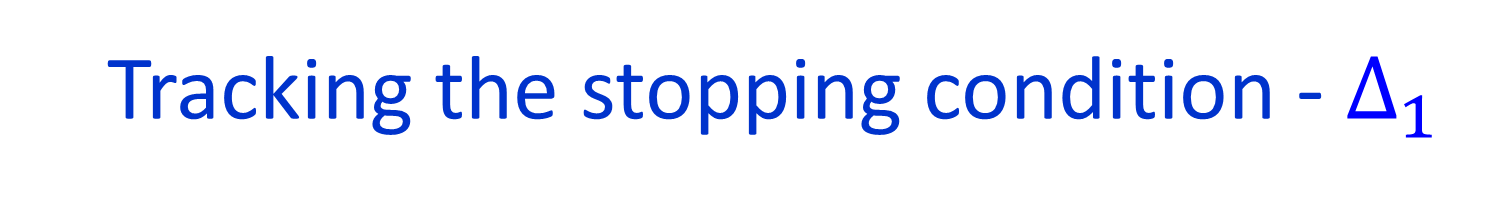 Tracking the stopping condition - Δ₁